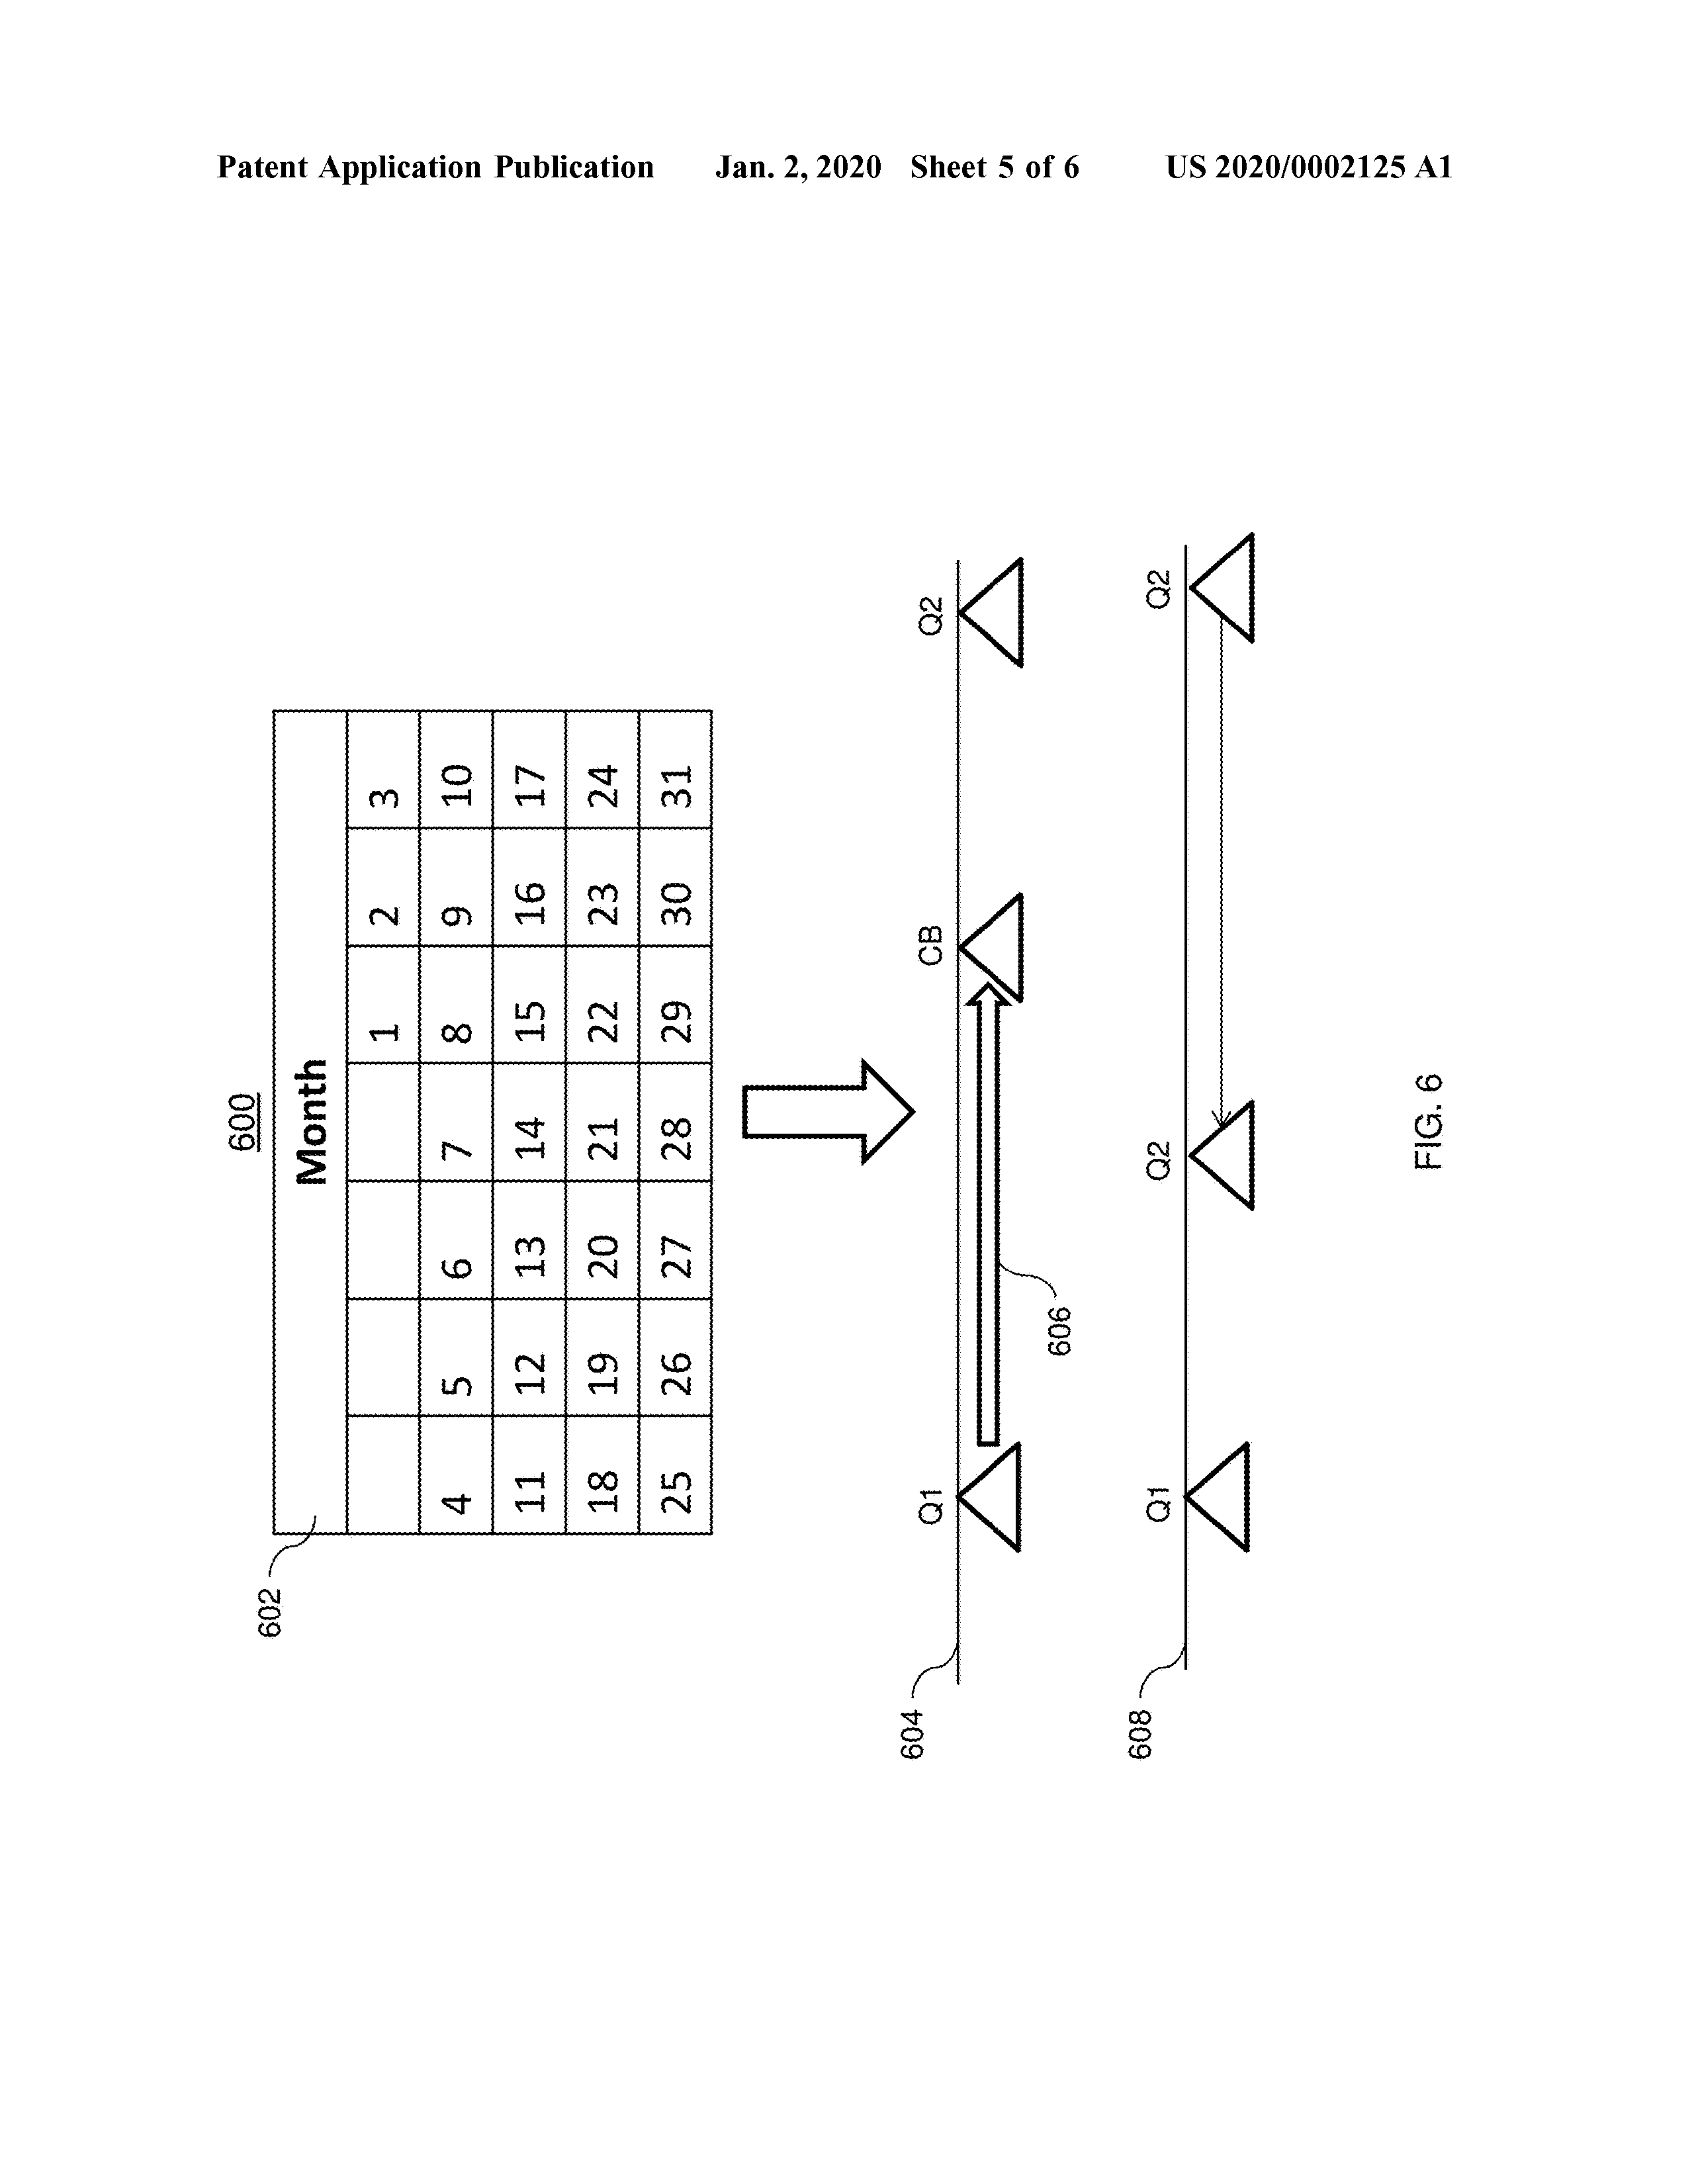 Patent Application Publication Jan. 2, 2020 Sheet 5 of 6 US 2020/0002125 A1
600
602
Month
1 2 3
4 5 6 7 8 9 10
11 12 13 14 15 16 17
18 19 20 21 22 23 24
25 26 27 28 29 30 31
604
Q1 CB Q2
606
608
Q1 Q2 Q2
FIG. 6